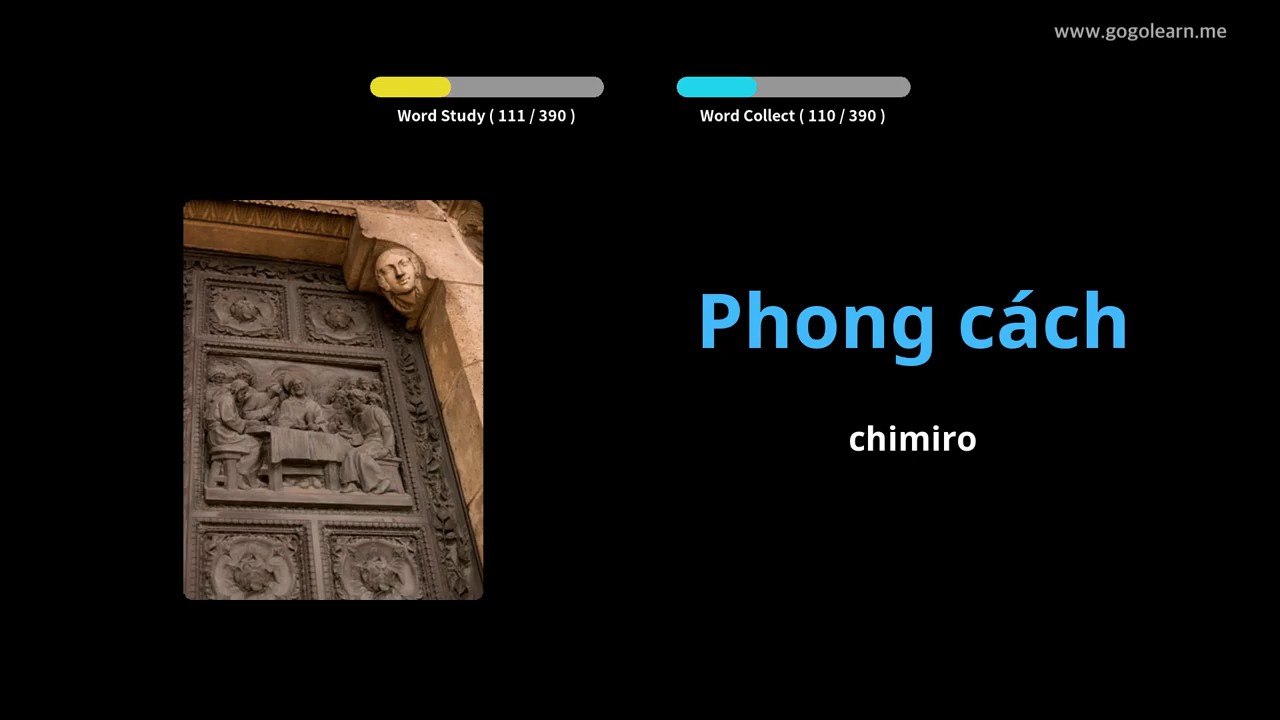 www.gogolearn.me
Word Study ( 111 / 390 )
Word Collect ( 110 / 390 )
Phong cách
chimiro